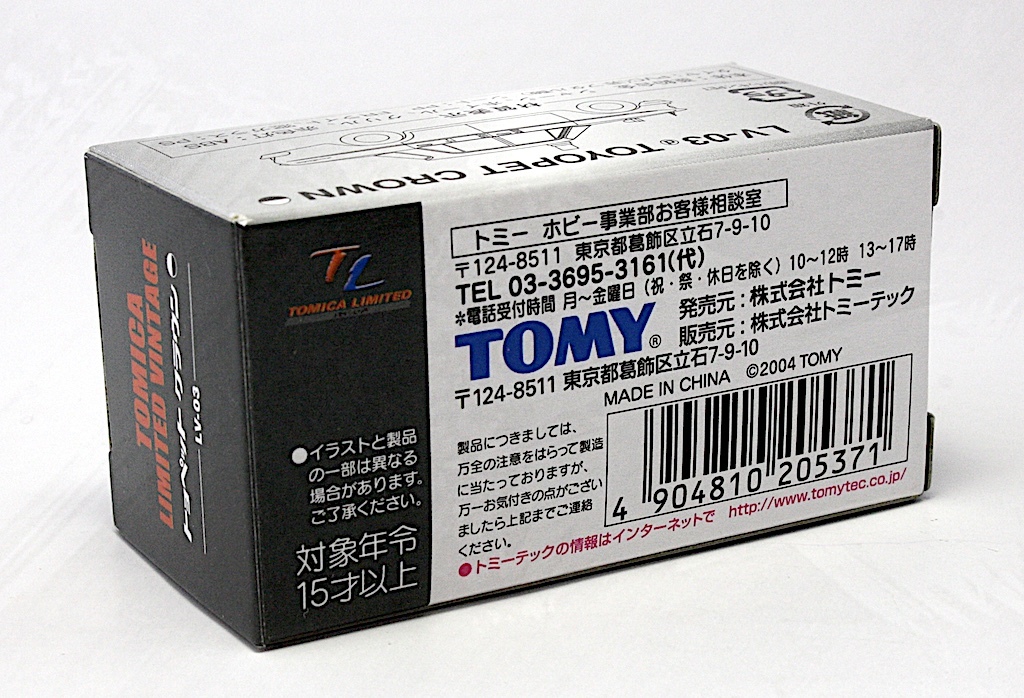 LV-03 ⓐ TOYOPET CROWN
材質表示
外箱
紙
TOMICA
LIMITED VINTAGE
LV-03
TL
TOMICA LIMITED
●イラストと製品
の一部は異なる
場合があります。
ご了承ください。
対象年令
15才以上
トミー ホビー事業部お客様相談室
〒124-8511 東京都葛飾区立石7-9-10
TEL 03-3695-3161(代)
*電話受付時間 月～金曜日(祝・祭・休日を除く) 10～12時 13～17時
TOMY®
発売元:株式会社トミー
販売元:株式会社トミーテック
〒124-8511 東京都葛飾区立石7-9-10
MADE IN CHINA ©2004 TOMY
製品につきましては、
万全の注意をはらって製造
に当たっておりますが、
万一お気付きの点がござい
ましたら上記までご連絡
ください。
4 904810 205371
●トミーテックの情報はインターネットで http://www.tomytec.co.jp/